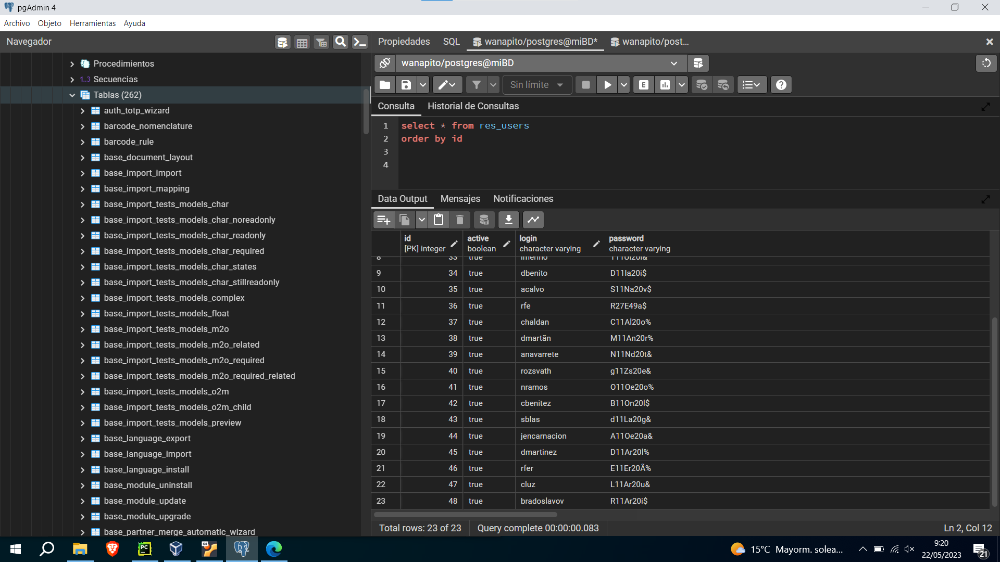 pgAdmin 4
Archivo Objeto Herramientas Ayuda
Navegador
Propiedades SQL wanapito/postgres@miBD* wanapito/post...
Procedimientos
1..3 Secuencias
Tablas (262)
auth_totp_wizard
barcode_nomenclature
barcode_rule
base_document_layout
base_import_import
base_import_mapping
base_import_tests_models_char
base_import_tests_models_char_noreadonly
base_import_tests_models_char_readonly
base_import_tests_models_char_required
base_import_tests_models_char_states
base_import_tests_models_char_stillreadonly
base_import_tests_models_complex
base_import_tests_models_float
base_import_tests_models_m2o
base_import_tests_models_m2o_related
base_import_tests_models_m2o_required
base_import_tests_models_m2o_required_related
base_import_tests_models_o2m
base_import_tests_models_o2m_child
base_import_tests_models_preview
base_language_export
base_language_import
base_language_install
base_module_uninstall
base_module_update
base_module_upgrade
base_partner_merge_automatic_wizard
wanapito/postgres@miBD
Sin límite
E
Consulta Historial de Consultas
1 select * from res_users
2 order by id
3
4
Data Output Mensajes Notificaciones
id active login password
[PK] integer boolean character varying character varying
8 33 true
9 34 true dbenito D11Ia20i$
10 35 true acalvo S11Na20v$
11 36 true rfe R27E49a$
12 37 true chaldan C11Al20o%
13 38 true dmartãn M11An20r%
14 39 true anavarrete N11Nd20t&
15 40 true rozsvath g11Zs20e&
16 41 true nramos O11Oe20o%
17 42 true cbenitez B11On20l$
18 43 true sblas d11La20g&
19 44 true jencarnacion A11Oe20a&
20 45 true dmartinez D11Ar20l%
21 46 true rfer E11Er20Ã%
22 47 true cluz L11Ar20u&
23 48 true bradoslavov R11Ar20i$
Total rows: 23 of 23 Query complete 00:00:00.083 Ln 2, Col 12
PC
64
15°C Mayorm. solea...
9:20
22/05/2023
21